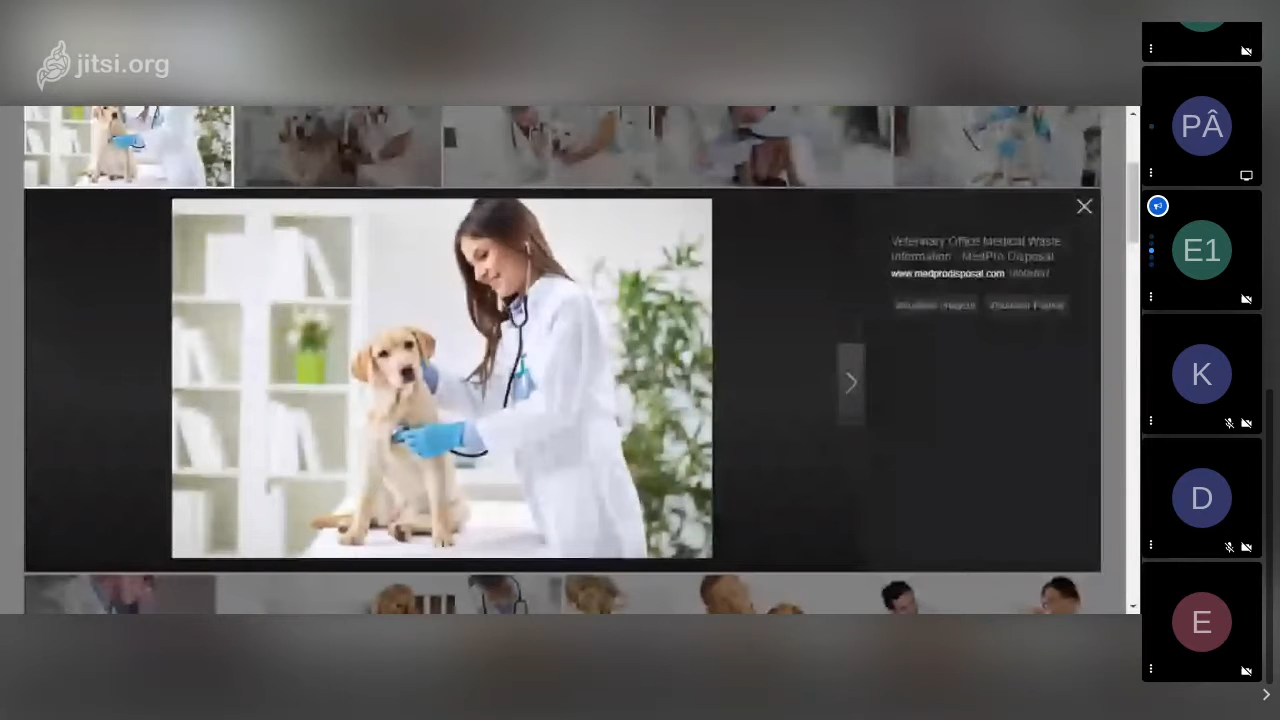 jitsi.org
Veterinary Office Medical Waste
Information - MedPro Disposal
www.medprodisposal.com
PÂ
E1
K
D
E